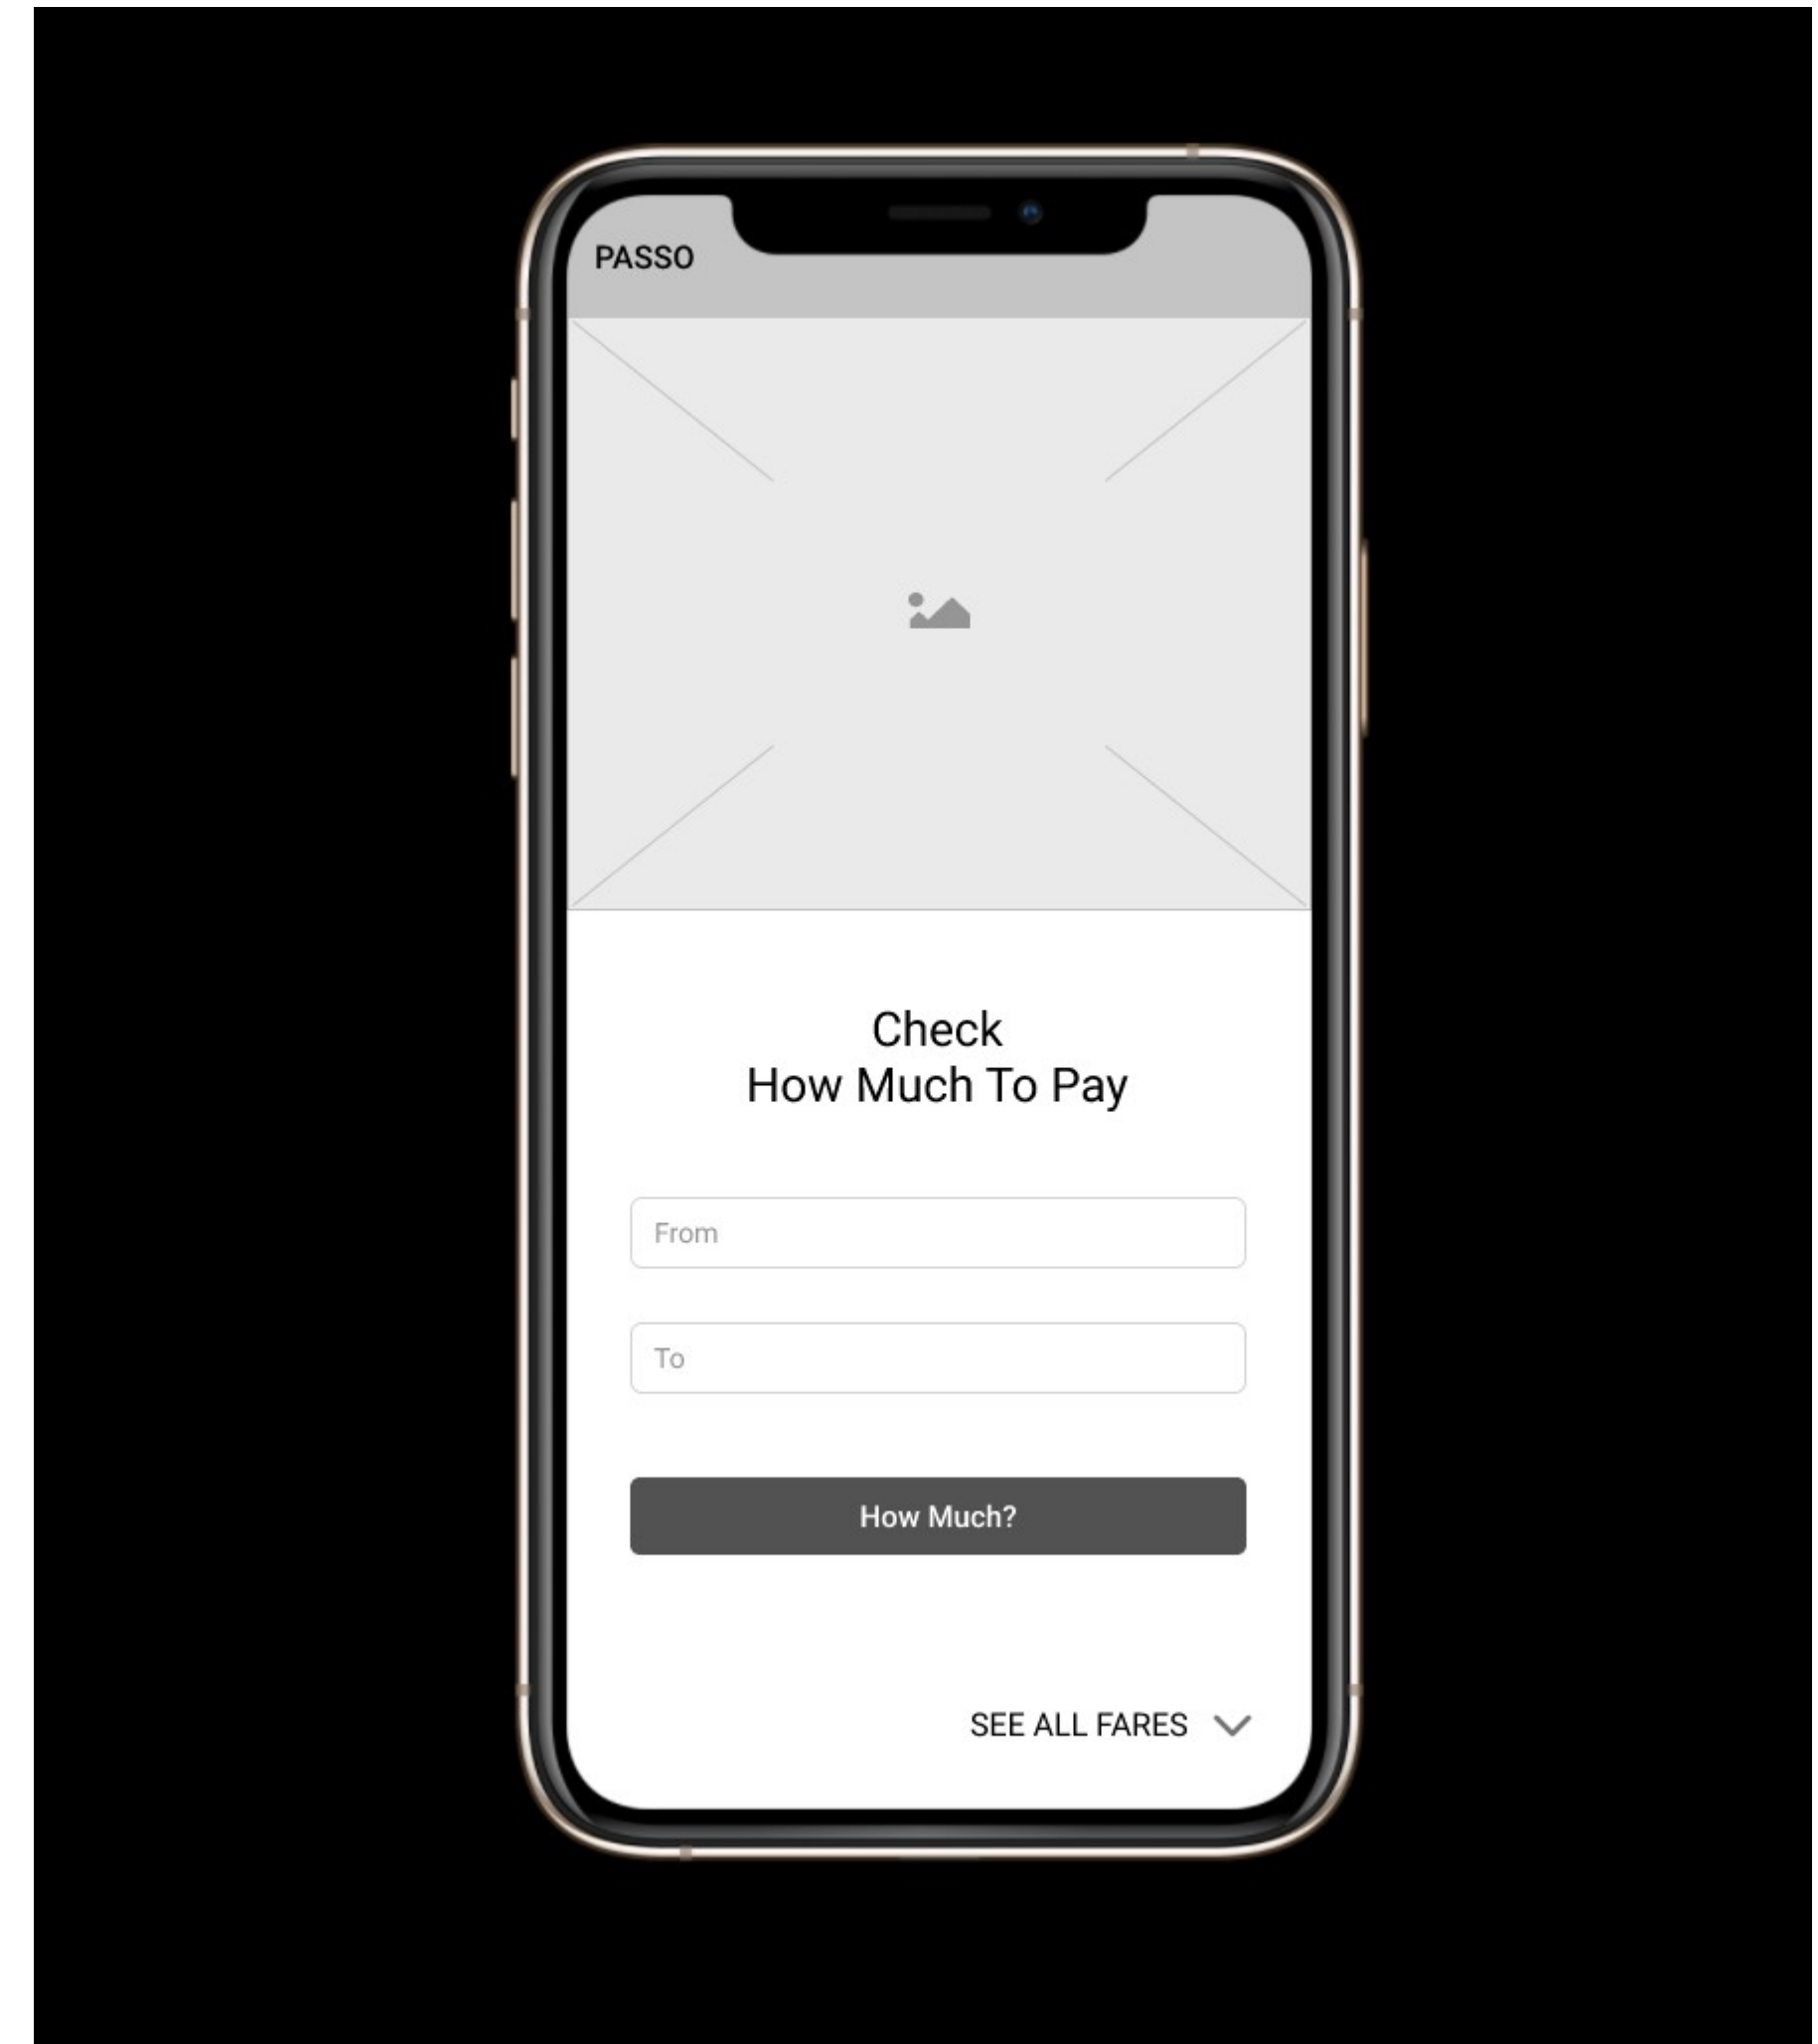 PASSO
Check
How Much To Pay
From
To
How Much?
SEE ALL FARES